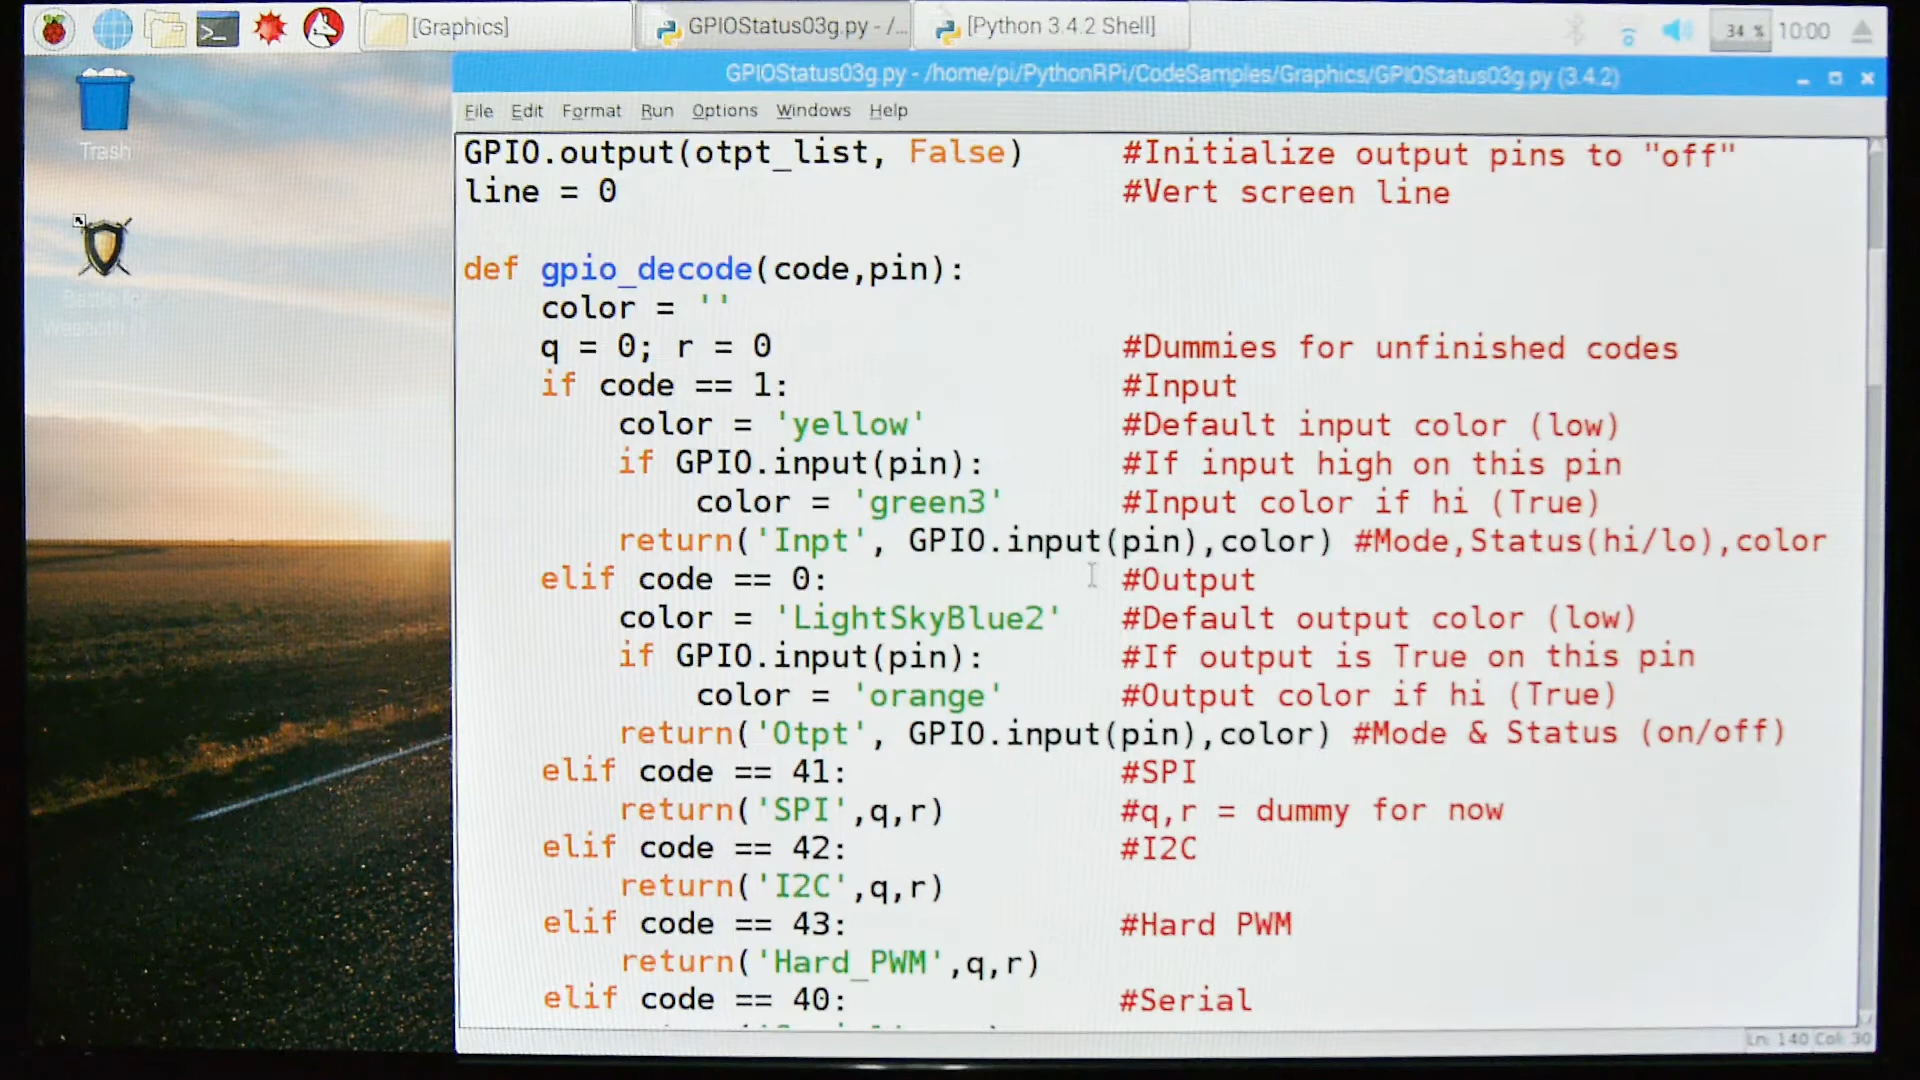 [Graphics]
GPIOStatus03g.py - /...
[Python 3.4.2 Shell]
34 %
10:00
Trash
GPIOStatus03g.py - /home/pi/PythonRPi/CodeSamples/Graphics/GPIOStatus03g.py (3.4.2)
File Edit Format Run Options Windows Help
GPIO.output(otpt_list, False) #Initialize output pins to "off"
line = 0 #Vert screen line
def gpio_decode(code,pin):
color = ''
q = 0; r = 0 #Dummies for unfinished codes
if code == 1: #Input
color = 'yellow' #Default input color (low)
if GPIO.input(pin): #If input high on this pin
color = 'green3' #Input color if hi (True)
return('Inpt', GPIO.input(pin),color) #Mode,Status(hi/lo),color
elif code == 0: #Output
color = 'LightSkyBlue2' #Default output color (low)
if GPIO.input(pin): #If output is True on this pin
color = 'orange' #Output color if hi (True)
return('Otpt', GPIO.input(pin),color) #Mode & Status (on/off)
elif code == 41: #SPI
return('SPI',q,r) #q,r = dummy for now
elif code == 42: #I2C
return('I2C',q,r)
elif code == 43: #Hard PWM
return('Hard_PWM',q,r)
elif code == 40: #Serial
Ln: 140 Col: 30